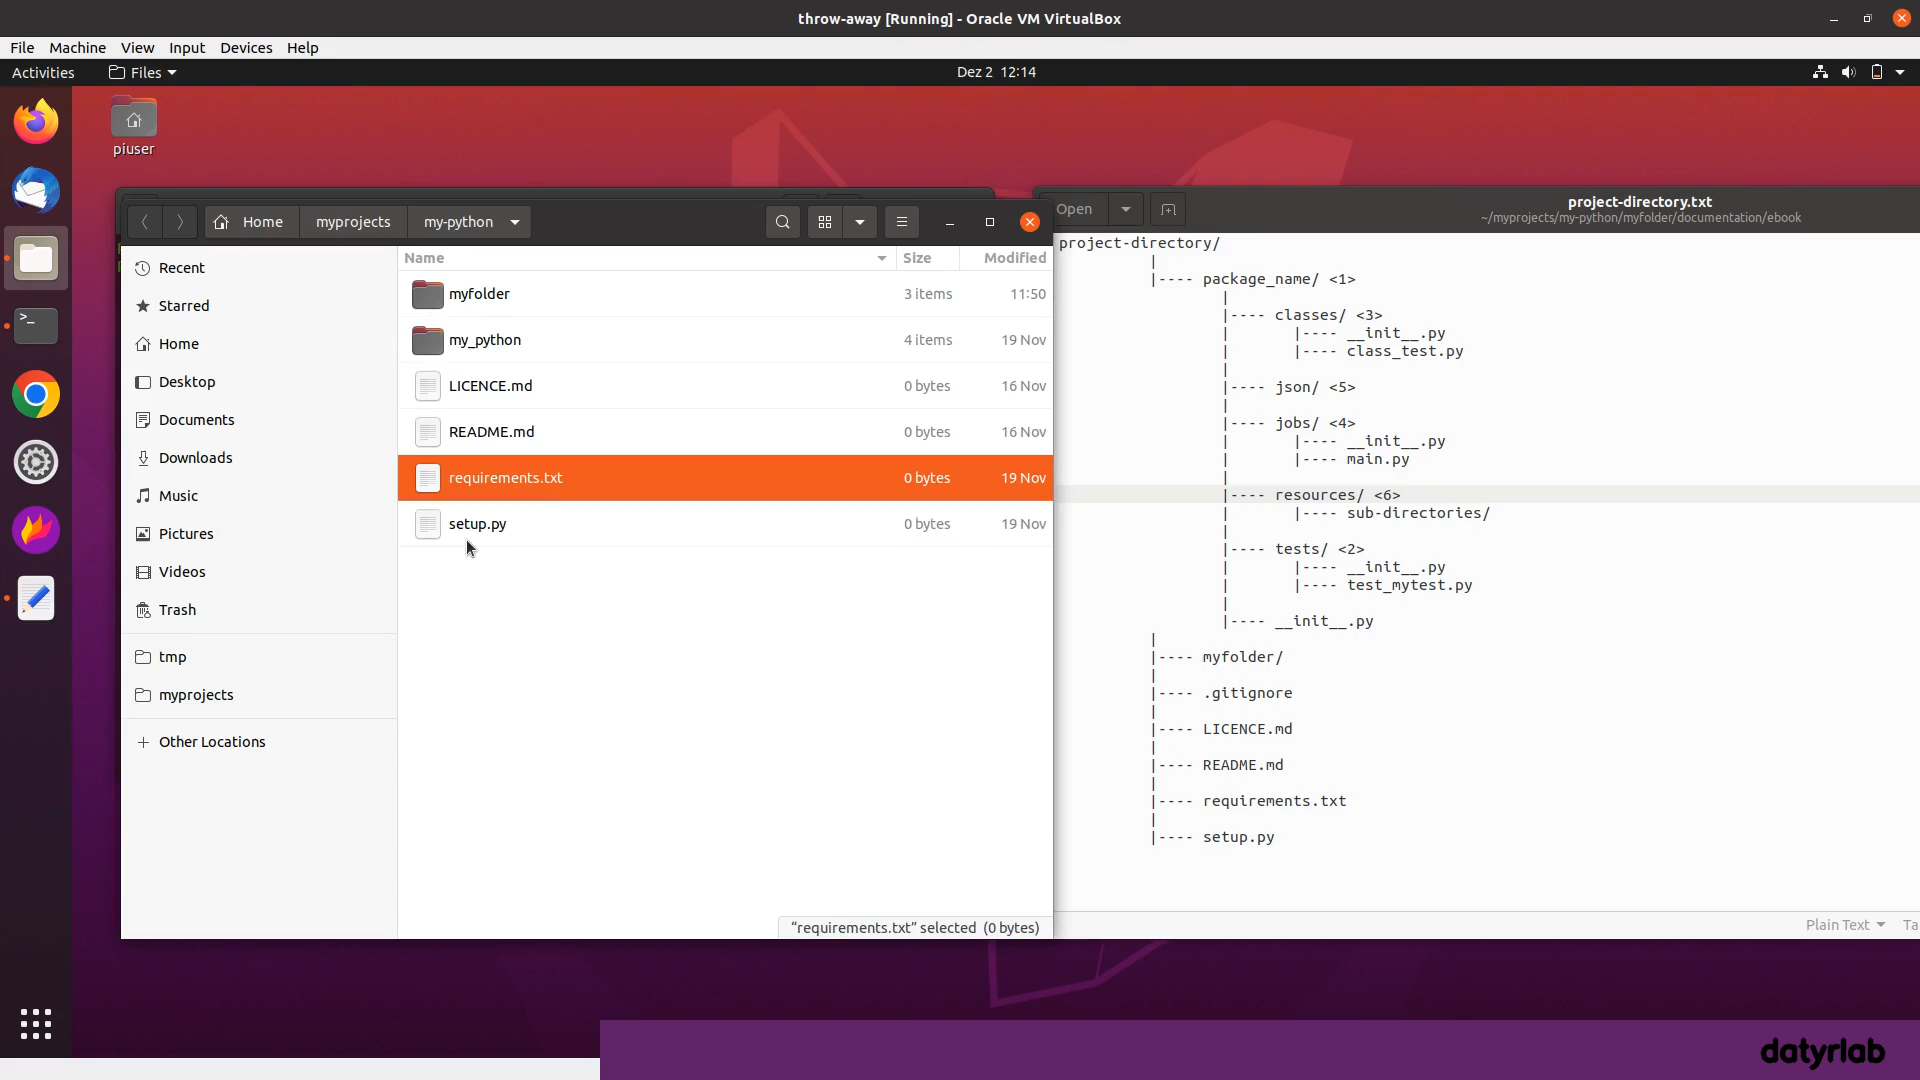 throw-away [Running] - Oracle VM VirtualBox
File Machine View Input Devices Help
Activities Files Dez 2 12:14
piuser
Home myprojects my-python
Name Size Modified
Recent
Starred
Home
Desktop
Documents
Downloads
Music
Pictures
Videos
Trash
tmp
myprojects
Other Locations
myfolder 3 items 11:50
my_python 4 items 19 Nov
LICENCE.md 0 bytes 16 Nov
README.md 0 bytes 16 Nov
requirements.txt 0 bytes 19 Nov
setup.py 0 bytes 19 Nov
“requirements.txt” selected (0 bytes)
Open
project-directory.txt
~/myprojects/my-python/myfolder/documentation/ebook
project-directory/
|
|---- package_name/ <1>
|
|---- classes/ <3>
| |---- __init__.py
| |---- class_test.py
|
|---- json/ <5>
|
|---- jobs/ <4>
| |---- __init__.py
| |---- main.py
|
|---- resources/ <6>
| |---- sub-directories/
|
|---- tests/ <2>
| |---- __init__.py
| |---- test_mytest.py
|
|---- __init__.py
|
|---- myfolder/
|
|---- .gitignore
|
|---- LICENCE.md
|
|---- README.md
|
|---- requirements.txt
|
|---- setup.py
Plain Text Ta
datyrlab